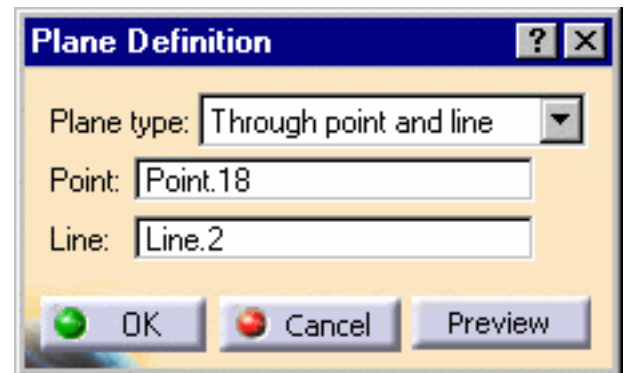 Plane Definition ? X
Plane type: Through point and line
Point: Point.18
Line: Line.2
OK Cancel Preview